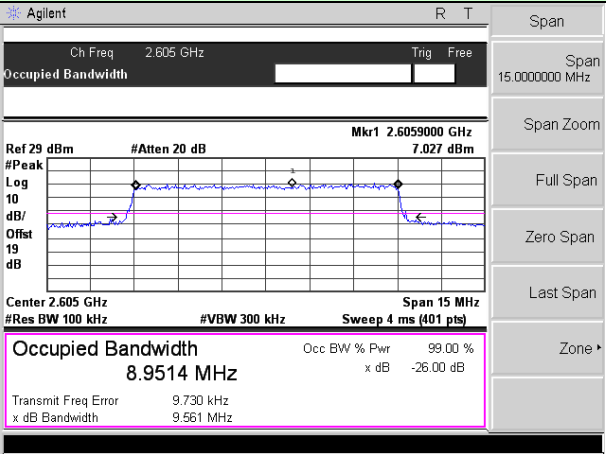 Agilent R T
Ch Freq 2.605 GHz Trig Free
Occupied Bandwidth
Mkr1 2.6059000 GHz
Ref 29 dBm #Atten 20 dB 7.027 dBm
#Peak
Log
10
dB/
Offst
19
dB
1
Center 2.605 GHz Span 15 MHz
#Res BW 100 kHz #VBW 300 kHz Sweep 4 ms (401 pts)
Occupied Bandwidth Occ BW % Pwr 99.00 %
8.9514 MHz x dB -26.00 dB
Transmit Freq Error 9.730 kHz
x dB Bandwidth 9.561 MHz
Span
Span
15.0000000 MHz
Span Zoom
Full Span
Zero Span
Last Span
Zone